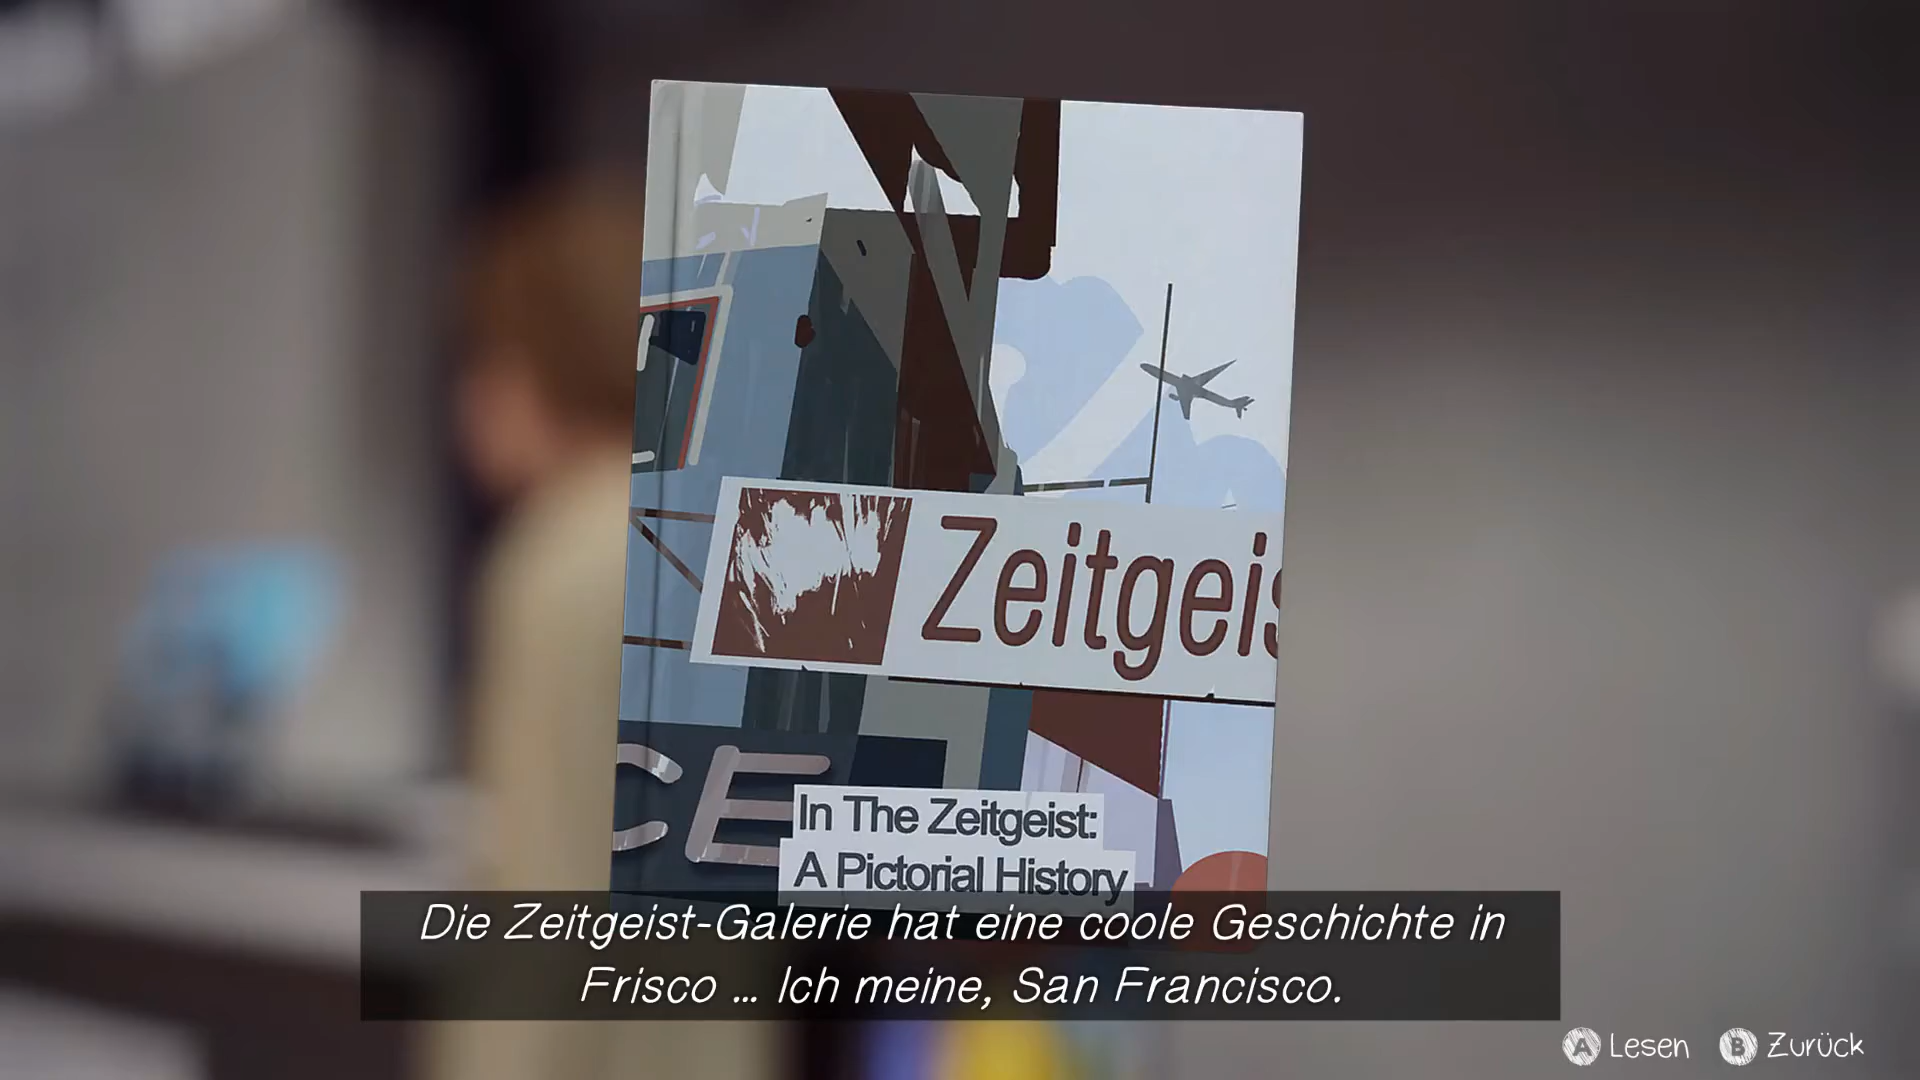 Zeitgeis
CE
In The Zeitgeist:
A Pictorial History
Die Zeitgeist-Galerie hat eine coole Geschichte in
Frisco ... Ich meine, San Francisco.
A Lesen B Zurück